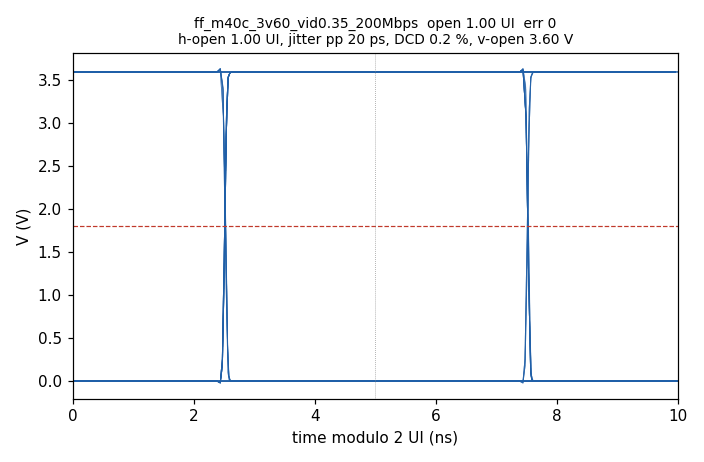 ff_m40c_3v60_vid0.35_200Mbps  open 1.00 UI  err 0
h-open 1.00 UI, jitter pp 20 ps, DCD 0.2 %, v-open 3.60 V
3.5
3.0
2.5
2.0
1.5
1.0
0.5
0.0
V (V)
0 2 4 6 8 10
time modulo 2 UI (ns)